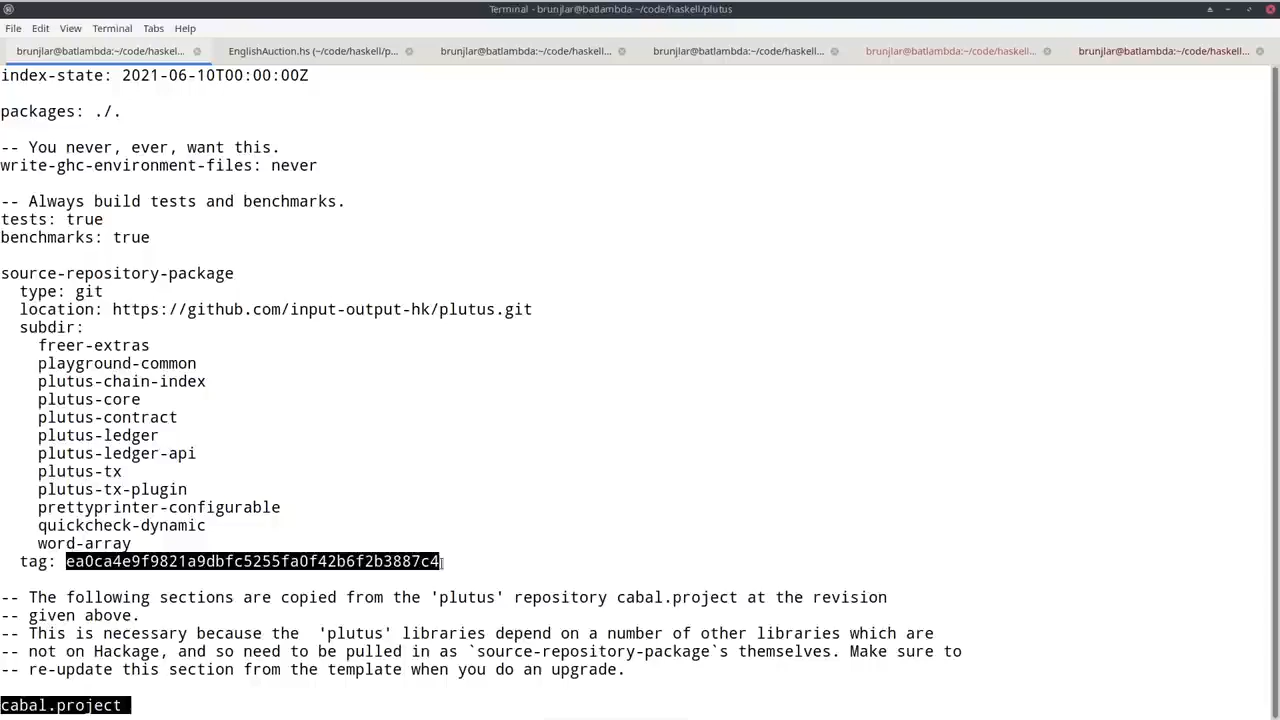 Terminal - brunjlar@batlambda:~/code/haskell/plutus
File Edit View Terminal Tabs Help
brunjlar@batlambda:~/code/haskel... EnglishAuction.hs (~/code/haskell/p... brunjlar@batlambda:~/code/haskell... brunjlar@batlambda:~/code/haskell... brunjlar@batlambda:~/code/haskell... brunjlar@batlambda:~/code/haskell...
index-state: 2021-06-10T00:00:00Z
packages: ./.
-- You never, ever, want this.
write-ghc-environment-files: never
-- Always build tests and benchmarks.
tests: true
benchmarks: true
source-repository-package
type: git
location: https://github.com/input-output-hk/plutus.git
subdir:
freer-extras
playground-common
plutus-chain-index
plutus-core
plutus-contract
plutus-ledger
plutus-ledger-api
plutus-tx
plutus-tx-plugin
prettyprinter-configurable
quickcheck-dynamic
word-array
tag: ea0ca4e9f9821a9dbfc5255fa0f42b6f2b3887c4
-- The following sections are copied from the 'plutus' repository cabal.project at the revision
-- given above.
-- This is necessary because the  'plutus' libraries depend on a number of other libraries which are
-- not on Hackage, and so need to be pulled in as `source-repository-package`s themselves. Make sure to
-- re-update this section from the template when you do an upgrade.
cabal.project